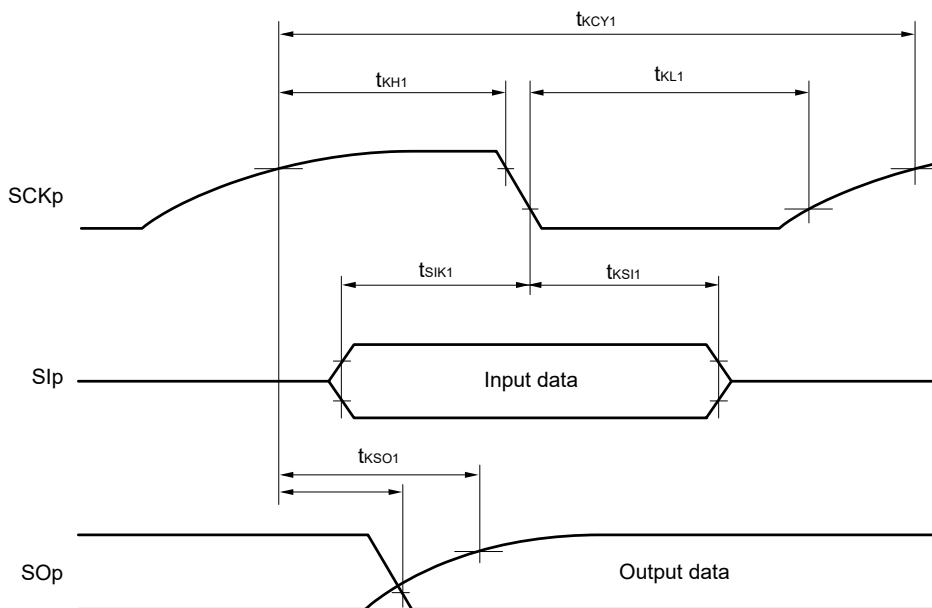 tKCY1
tKH1
tKL1
SCKp
tSIK1
tKSI1
SIp
Input data
tKSO1
SOp
Output data